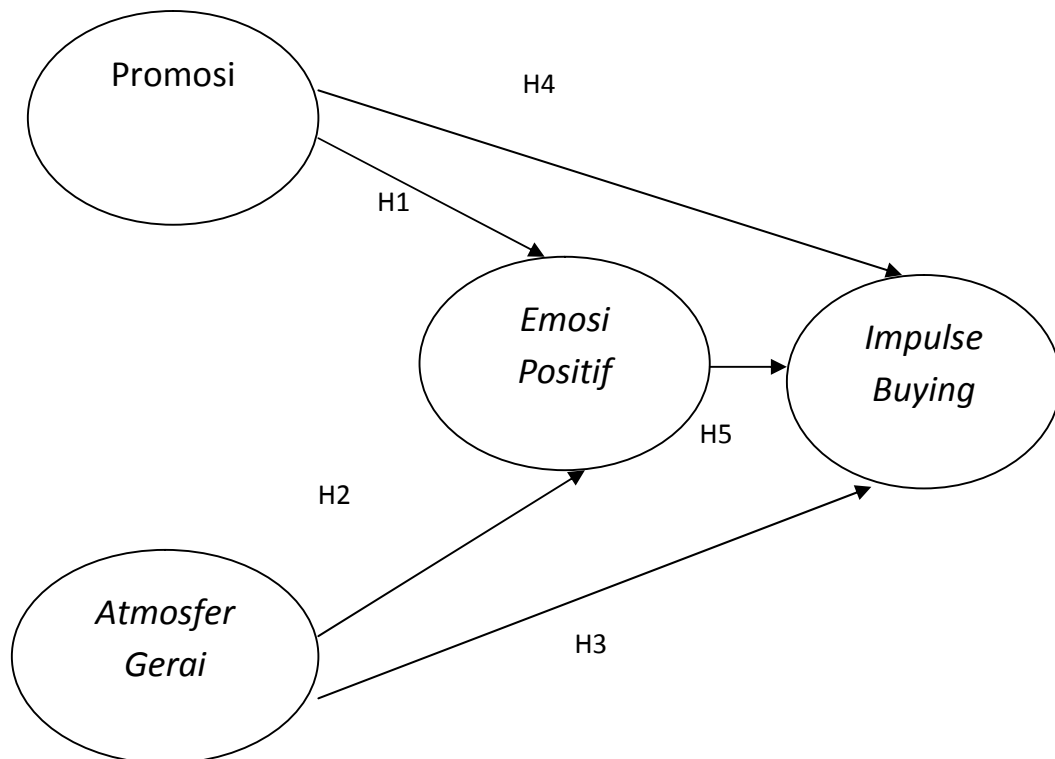 Promosi
H4
H1
Emosi
Positif
Impulse
Buying
H5
H2
Atmosfer
Gerai
H3